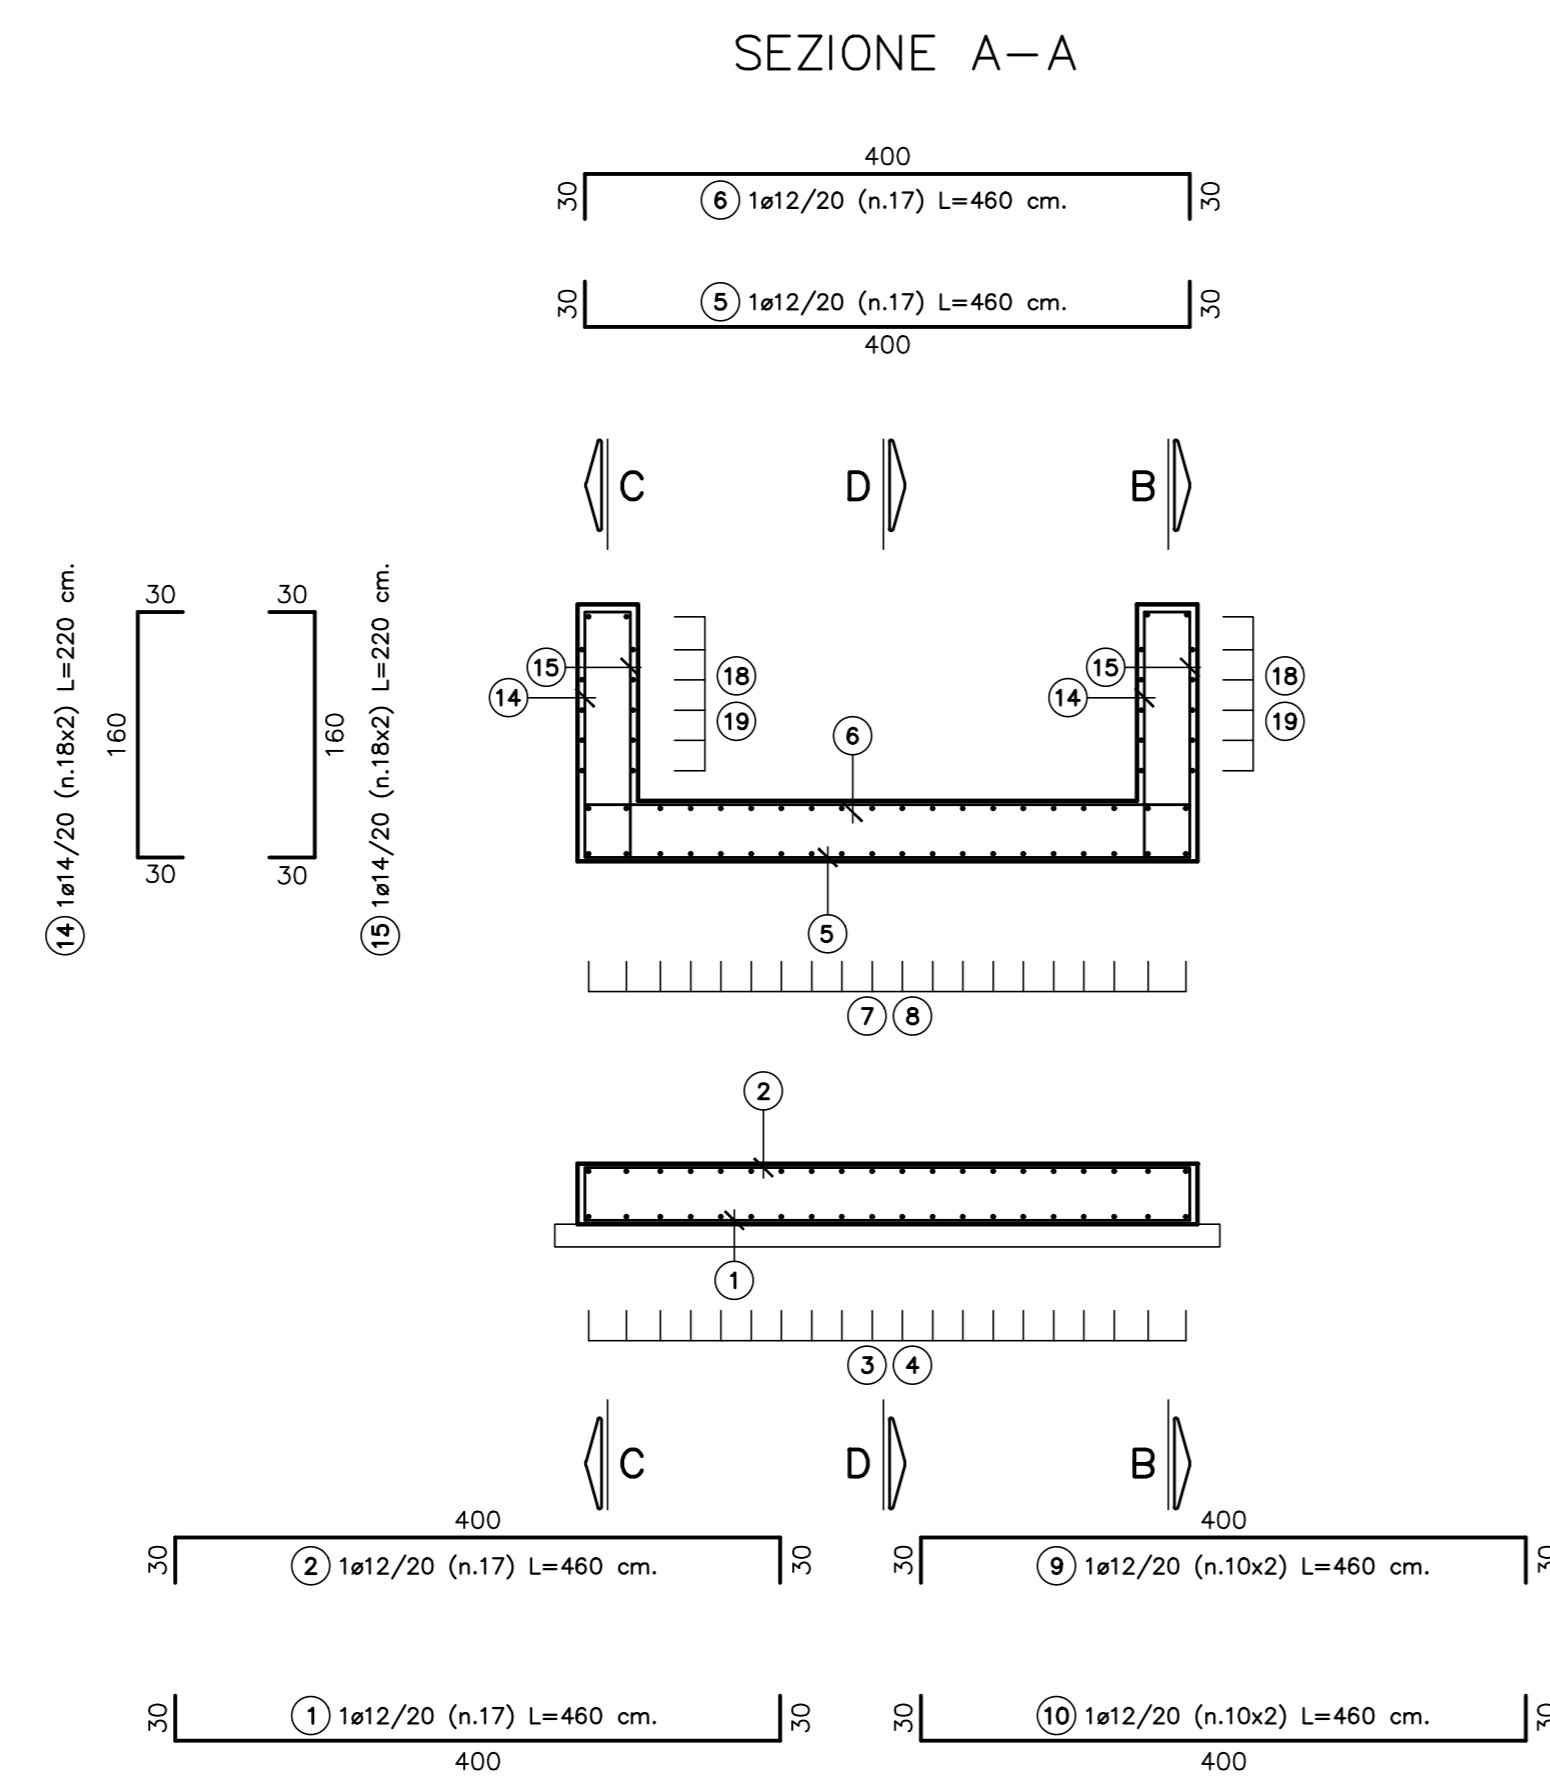 SEZIONE A-A
400
30
6 1ø12/20 (n.17) L=460 cm.
30
30
5 1ø12/20 (n.17) L=460 cm.
30
400
C
D
B
14 1ø14/20 (n.18x2) L=220 cm.
30
160
30
30
160
30
15 1ø14/20 (n.18x2) L=220 cm.
15
14
18
19
6
15
14
18
19
5
7 8
2
1
3 4
C
D
B
400
30
2 1ø12/20 (n.17) L=460 cm.
30
400
30
9 1ø12/20 (n.10x2) L=460 cm.
30
30
1 1ø12/20 (n.17) L=460 cm.
30
400
30
10 1ø12/20 (n.10x2) L=460 cm.
30
400